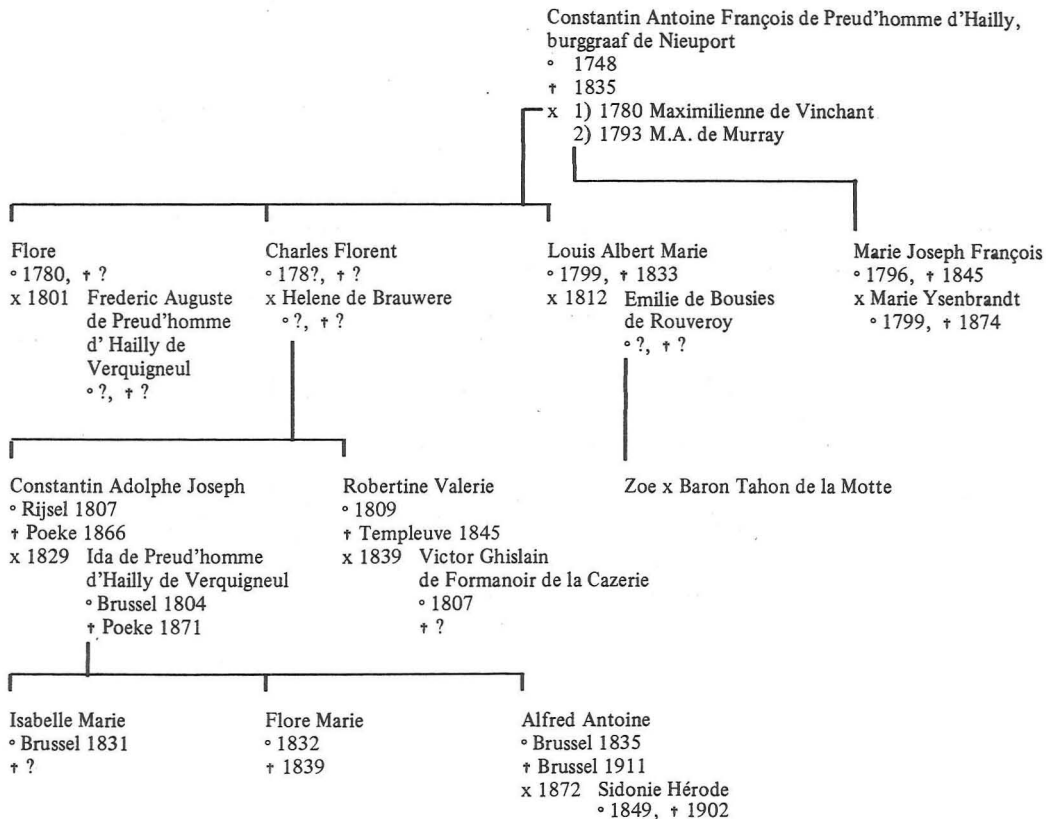 Constantin Antoine François de Preud'homme d'Hailly,
burggraaf de Nieuport
° 1748
† 1835
x 1) 1780 Maximilienne de Vinchant
2) 1793 M.A. de Murray
Flore
° 1780, † ?
x 1801 Frederic Auguste
de Preud'homme
d' Hailly de
Verquigneul
° ?, † ?
Charles Florent
° 178?, † ?
x Helene de Brauwere
° ?, † ?
Louis Albert Marie
° 1799, † 1833
x 1812 Emilie de Bousies
de Rouveroy
° ?, † ?
Marie Joseph François
° 1796, † 1845
x Marie Ysenbrandt
° 1799, † 1874
Constantin Adolphe Joseph
° Rijsel 1807
† Poeke 1866
x 1829 Ida de Preud'homme
d'Hailly de Verquigneul
° Brussel 1804
† Poeke 1871
Robertine Valerie
° 1809
† Templeuve 1845
x 1839 Victor Ghislain
de Formanoir de la Cazerie
° 1807
† ?
Zoe x Baron Tahon de la Motte
Isabelle Marie
° Brussel 1831
† ?
Flore Marie
° 1832
† 1839
Alfred Antoine
° Brussel 1835
† Brussel 1911
x 1872 Sidonie Hérode
° 1849, † 1902